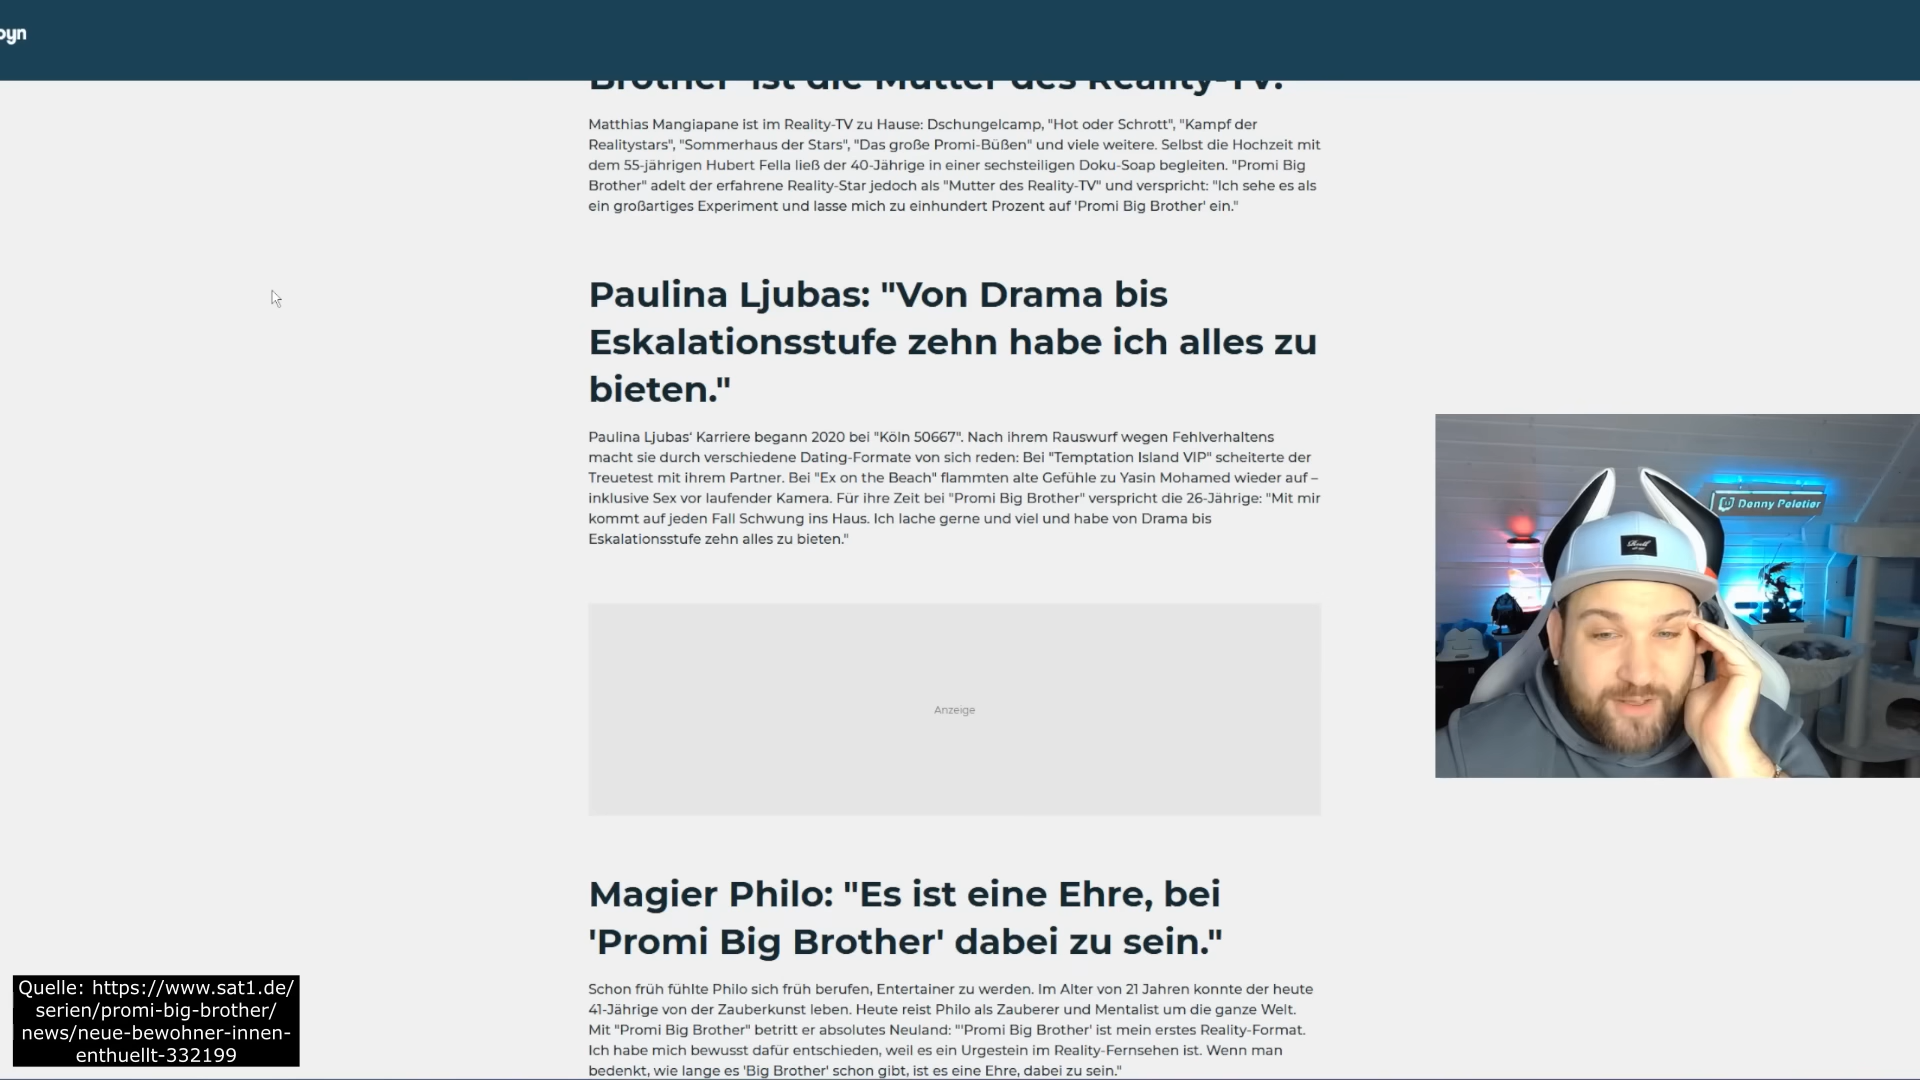 oyn
Brother' ist die Mutter des Reality-TV."
Matthias Mangiapane ist im Reality-TV zu Hause: Dschungelcamp, "Hot oder Schrott", "Kampf der
Realitystars", "Sommerhaus der Stars", "Das große Promi-Büßen" und viele weitere. Selbst die Hochzeit mit
dem 55-jährigen Hubert Fella ließ der 40-Jährige in einer sechsteiligen Doku-Soap begleiten. "Promi Big
Brother" adelt der erfahrene Reality-Star jedoch als "Mutter des Reality-TV" und verspricht: "Ich sehe es als
ein großartiges Experiment und lasse mich zu einhundert Prozent auf 'Promi Big Brother' ein."
Paulina Ljubas: "Von Drama bis
Eskalationsstufe zehn habe ich alles zu
bieten."
Paulina Ljubas' Karriere begann 2020 bei "Köln 50667". Nach ihrem Rauswurf wegen Fehlverhaltens
macht sie durch verschiedene Dating-Formate von sich reden: Bei "Temptation Island VIP" scheiterte der
Treuetest mit ihrem Partner. Bei "Ex on the Beach" flammten alte Gefühle zu Yasin Mohamed wieder auf –
inklusive Sex vor laufender Kamera. Für ihre Zeit bei "Promi Big Brother" verspricht die 26-Jährige: "Mit mir
kommt auf jeden Fall Schwung ins Haus. Ich lache gerne und viel und habe von Drama bis
Eskalationsstufe zehn alles zu bieten."
Denny Peletier
Anzeige
Magier Philo: "Es ist eine Ehre, bei
'Promi Big Brother' dabei zu sein."
Schon früh fühlte Philo sich früh berufen, Entertainer zu werden. Im Alter von 21 Jahren konnte der heute
41-Jährige von der Zauberkunst leben. Heute reist Philo als Zauberer und Mentalist um die ganze Welt.
Mit "Promi Big Brother" betritt er absolutes Neuland: "'Promi Big Brother' ist mein erstes Reality-Format.
Ich habe mich bewusst dafür entschieden, weil es ein Urgestein im Reality-Fernsehen ist. Wenn man
bedenkt, wie lange es 'Big Brother' schon gibt, ist es eine Ehre, dabei zu sein."
Quelle: https://www.sat1.de/
serien/promi-big-brother/
news/neue-bewohner-innen-
enthuellt-332199